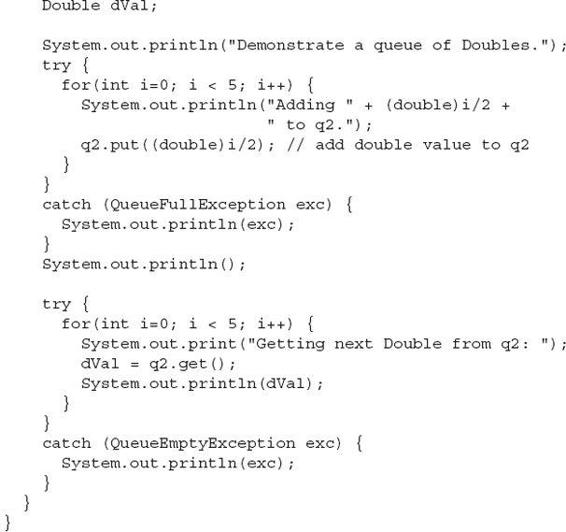 Double dVal;

    System.out.println("Demonstrate a queue of Doubles.");
    try {
      for(int i=0; i < 5; i++) {
        System.out.println("Adding " + (double)i/2 +
                           " to q2.");
        q2.put((double)i/2); // add double value to q2
      }
    }
    catch (QueueFullException exc) {
      System.out.println(exc);
    }
    System.out.println();

    try {
      for(int i=0; i < 5; i++) {
        System.out.print("Getting next Double from q2: ");
        dVal = q2.get();
        System.out.println(dVal);
      }
    }
    catch (QueueEmptyException exc) {
      System.out.println(exc);
    }
  }
}